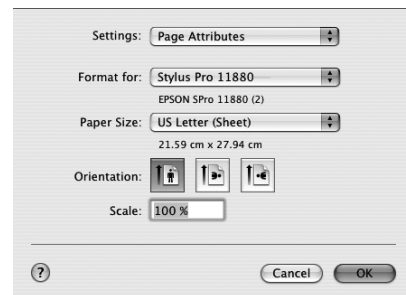 Settings: Page Attributes
Format for: Stylus Pro 11880
EPSON SPro 11880 (2)
Paper Size: US Letter (Sheet)
21.59 cm x 27.94 cm
Orientation:
Scale: 100 %
? Cancel OK